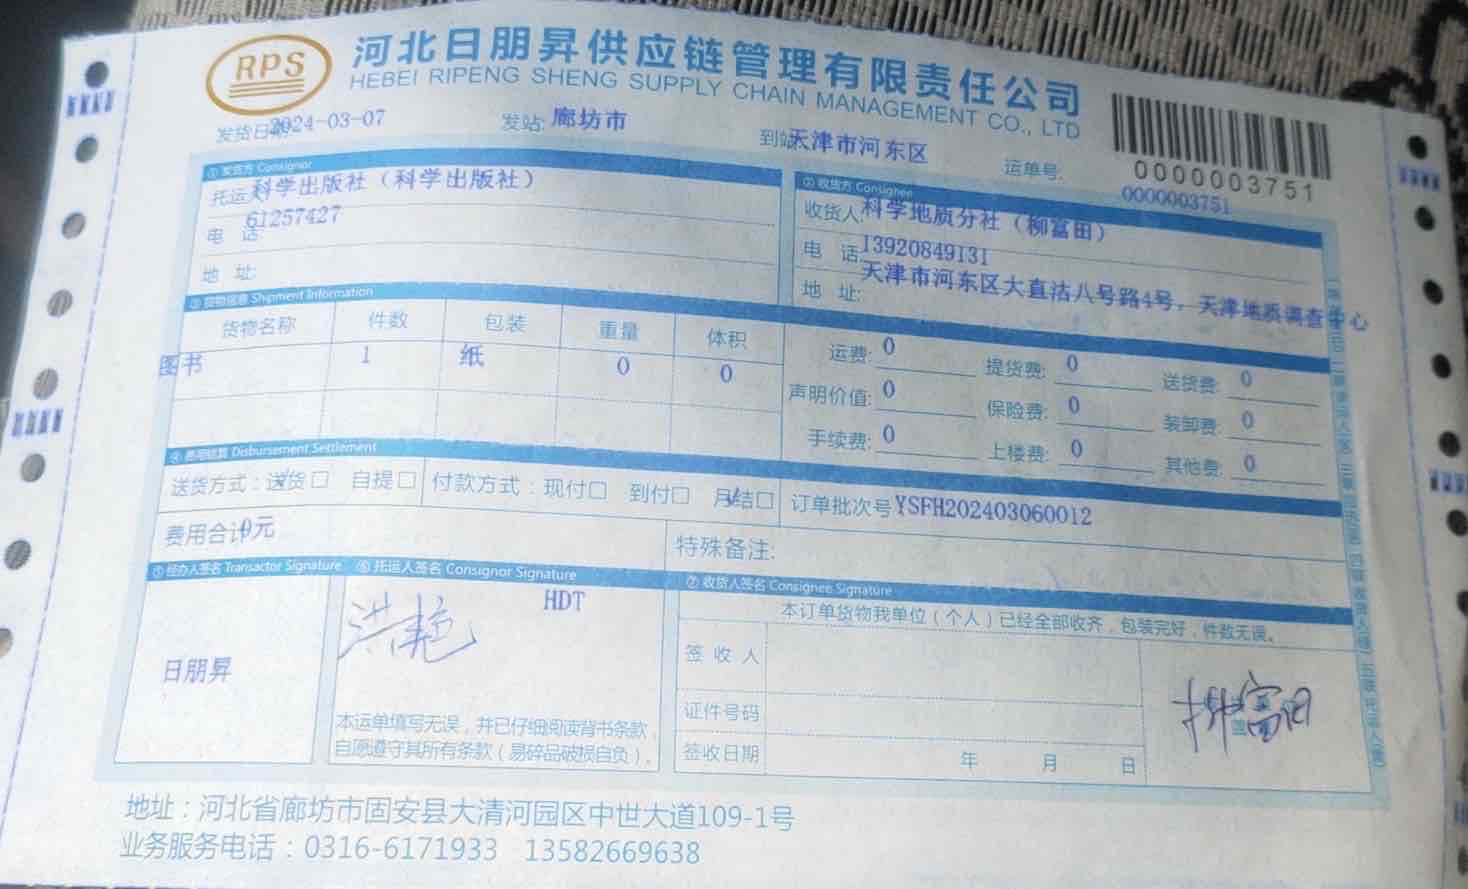 RPS
河北日朋昇供应链管理有限责任公司
HEBEI RIPENG SHENG SUPPLY CHAIN MANAGEMENT CO., LTD
发货日期 2024-03-07 发站: 廊坊市 到站 天津市河东区 运单号: 0000003751
0000003751
① 发货方 Consignor
托运 科学出版社（科学出版社）
电 话: 61257427
地 址:
② 收货方 Consignee
收货人 科学地质分社（柳富田）
电 话: 13920849131
地 址: 天津市河东区大直沽八号路4号，天津地质调查中心
③ 货物信息 Shipment Information
货物名称 件数 包装 重量 体积
图书 1 纸 0 0
运费: 0 提货费: 0 送货费: 0
声明价值: 0 保险费: 0 装卸费: 0
手续费: 0 上楼费: 0 其他费: 0
④ 费用结算 Disbursement Settlement
送货方式：送货□ 自提□ 付款方式：现付□ 到付□ 月结□ 订单批次号 YSFH202403060012
费用合计 0元 特殊备注:
⑤ 经办人签名 Transactor Signature
日朋昇
⑥ 托运人签名 Consignor Signature
HDT
洪艳
本运单填写无误，并已仔细阅读背书条款，
自愿遵守其所有条款（易碎品破损自负）。
⑦ 收货人签名 Consignee Signature
本订单货物我单位（个人）已经全部收齐，包装完好，件数无误。
签 收 人
证件号码
签收日期 年 月 日
柳富田
地址：河北省廊坊市固安县大清河园区中世大道109-1号
业务服务电话：0316-6171933 13582669638